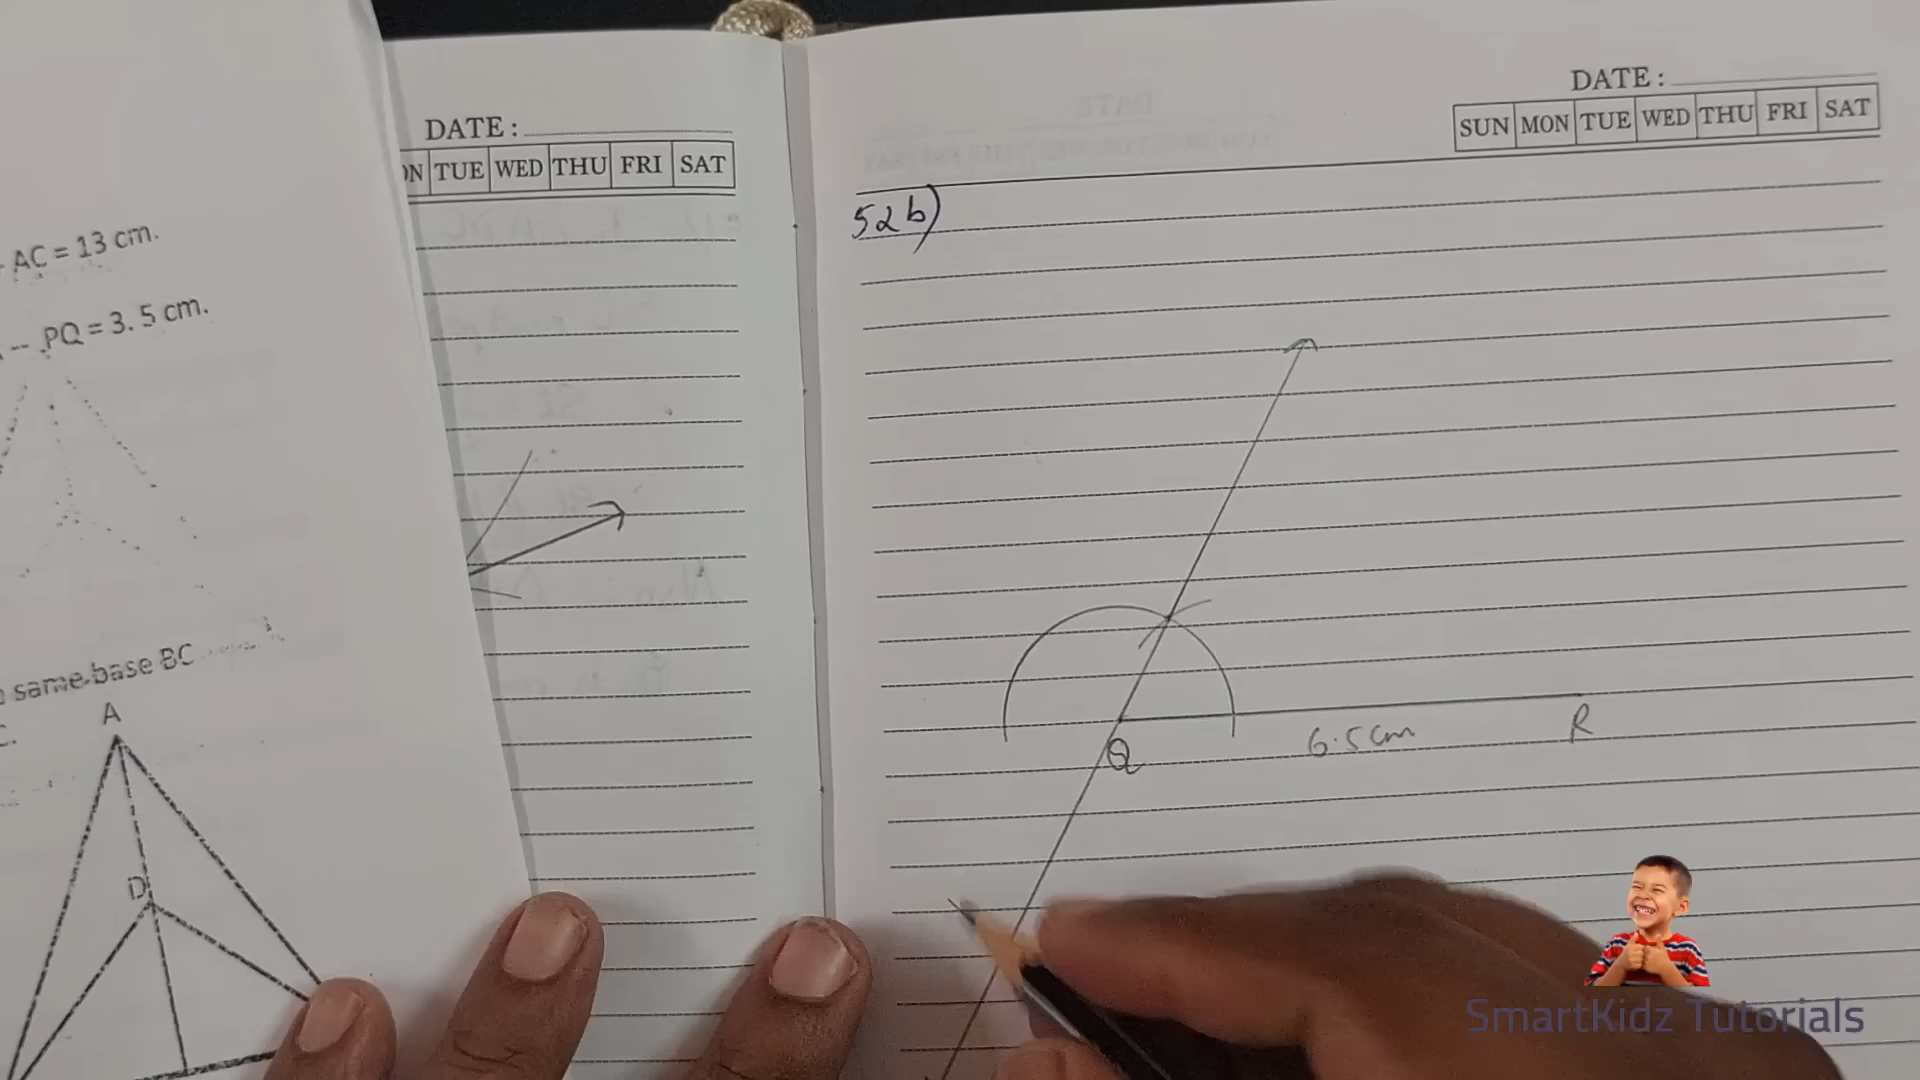 AC = 13 cm.
PQ = 3. 5 cm.
same base BC
A
D
DATE :
TUE WED THU FRI SAT
DATE :
SUN MON TUE WED THU FRI SAT
52 b)
Q
6.5cm
R
SmartKidz Tutorials